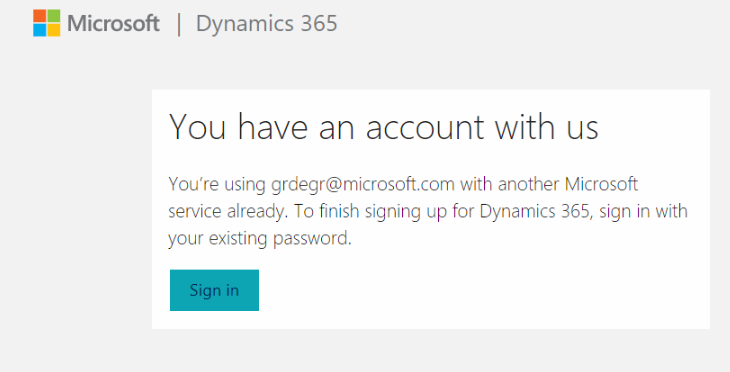 Microsoft | Dynamics 365
You have an account with us
You're using grdegr@microsoft.com with another Microsoft
service already. To finish signing up for Dynamics 365, sign in with
your existing password.
Sign in